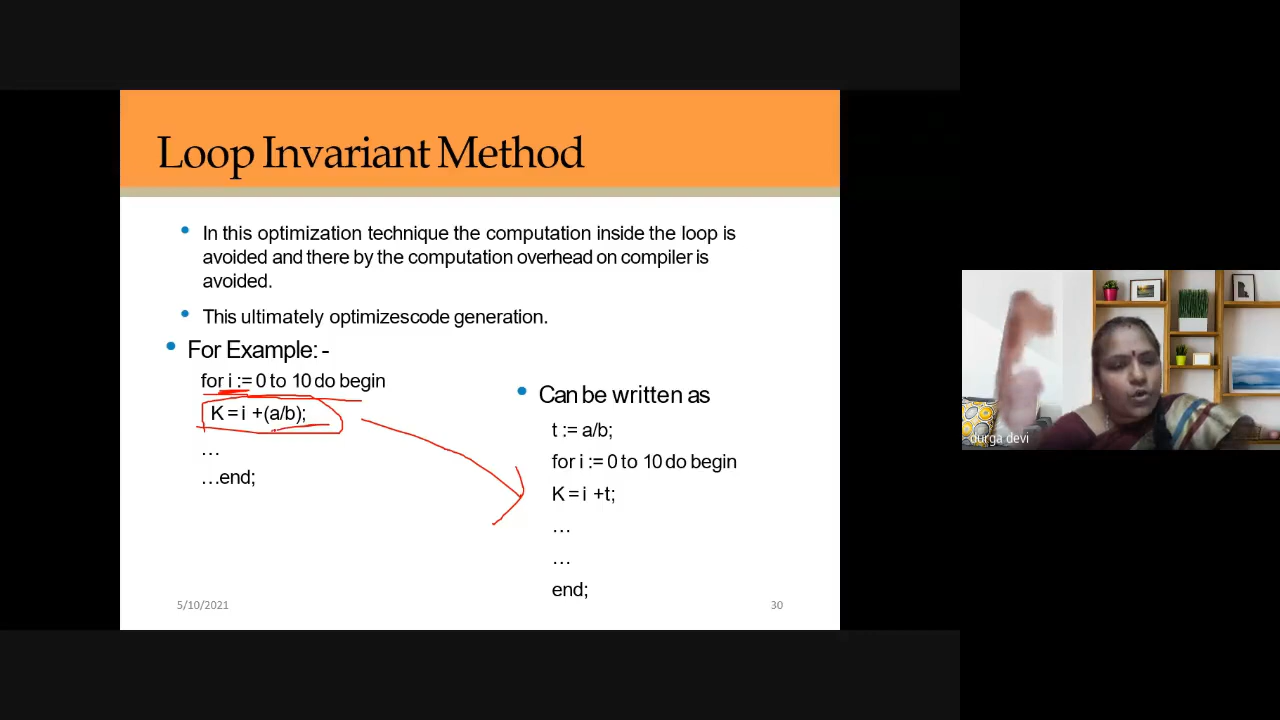 Loop Invariant Method
• In this optimization technique the computation inside the loop is
avoided and there by the computation overhead on compiler is
avoided.
• This ultimately optimizescode generation.
• For Example: -
for i := 0 to 10 do begin
K = i +(a/b);
…
…end;
• Can be written as
t := a/b;
for i := 0 to 10 do begin
K = i +t;
…
…
end;
5/10/2021
30
durga devi